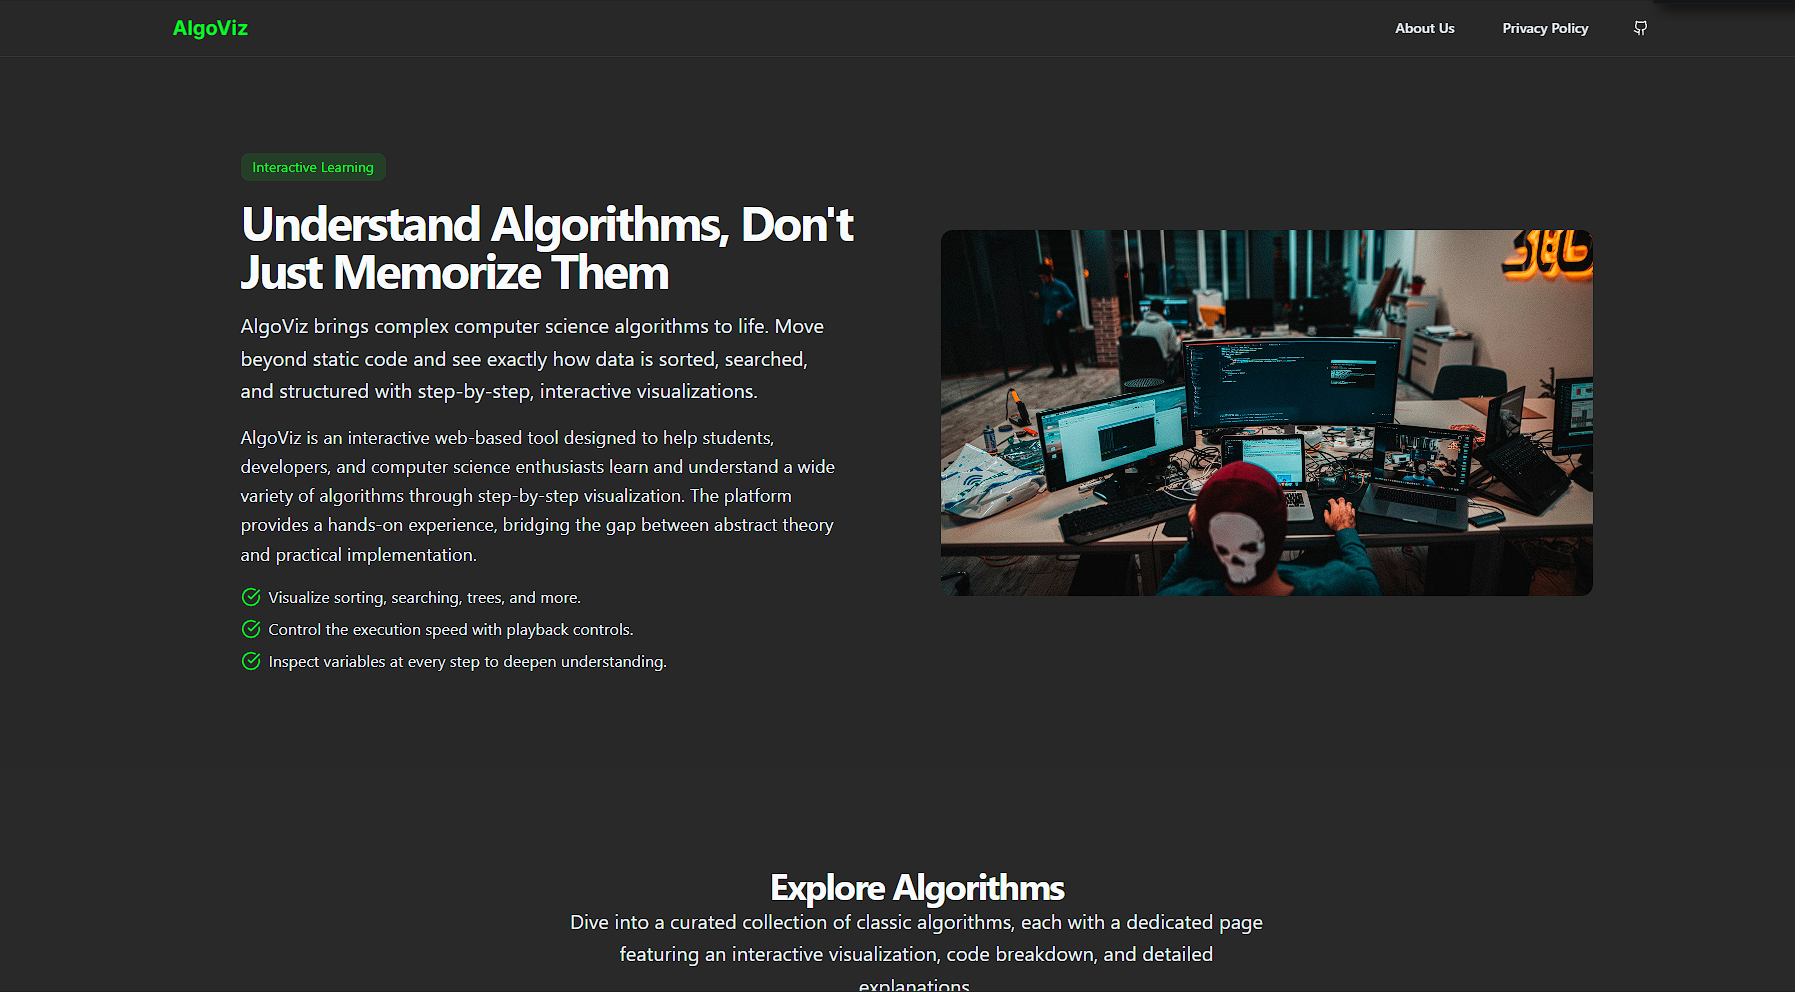 AlgoViz
About Us
Privacy Policy
Interactive Learning
Understand Algorithms, Don't
Just Memorize Them
AlgoViz brings complex computer science algorithms to life. Move
beyond static code and see exactly how data is sorted, searched,
and structured with step-by-step, interactive visualizations.
AlgoViz is an interactive web-based tool designed to help students,
developers, and computer science enthusiasts learn and understand a wide
variety of algorithms through step-by-step visualization. The platform
provides a hands-on experience, bridging the gap between abstract theory
and practical implementation.
Visualize sorting, searching, trees, and more.
Control the execution speed with playback controls.
Inspect variables at every step to deepen understanding.
Explore Algorithms
Dive into a curated collection of classic algorithms, each with a dedicated page
featuring an interactive visualization, code breakdown, and detailed
explanations.